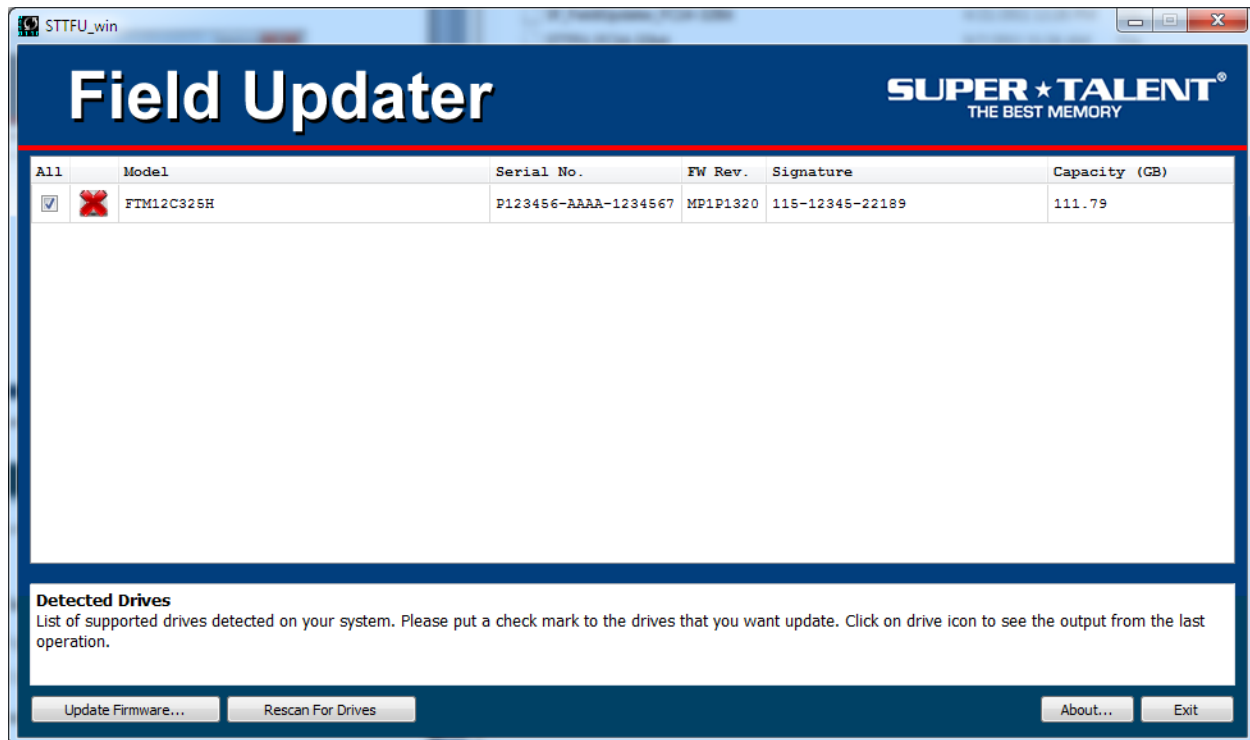 STTFU_win
Field Updater
SUPER★TALENT®
THE BEST MEMORY
All Model Serial No. FW Rev. Signature Capacity (GB)
FTM12C325H P123456-AAAA-1234567 MP1P1320 115-12345-22189 111.79
Detected Drives
List of supported drives detected on your system. Please put a check mark to the drives that you want update. Click on drive icon to see the output from the last
operation.
Update Firmware... Rescan For Drives About... Exit